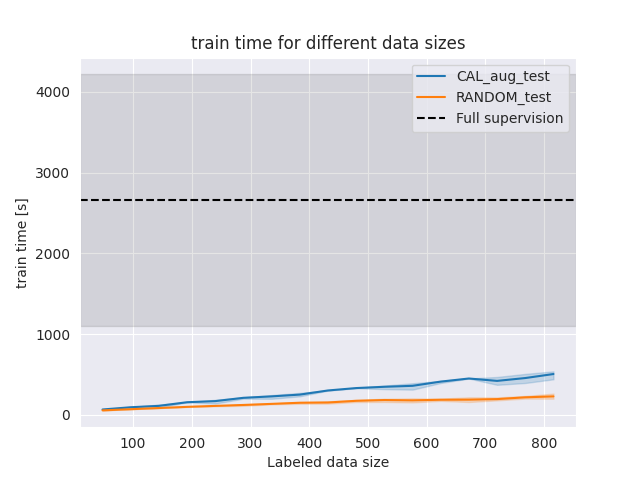 train time for different data sizes
CAL_aug_test
RANDOM_test
Full supervision
4000
3000
2000
1000
0
train time [s]
100 200 300 400 500 600 700 800
Labeled data size